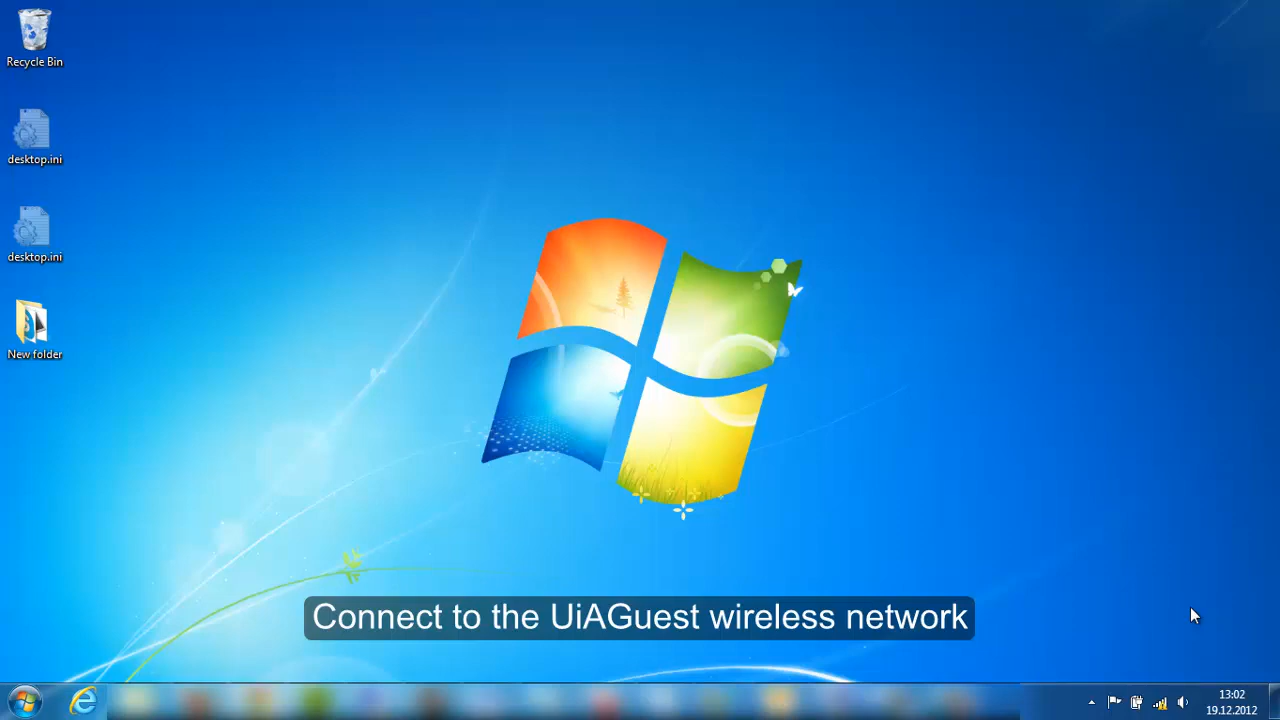 Recycle Bin
desktop.ini
desktop.ini
New folder
Connect to the UiAGuest wireless network
13:02
19.12.2012